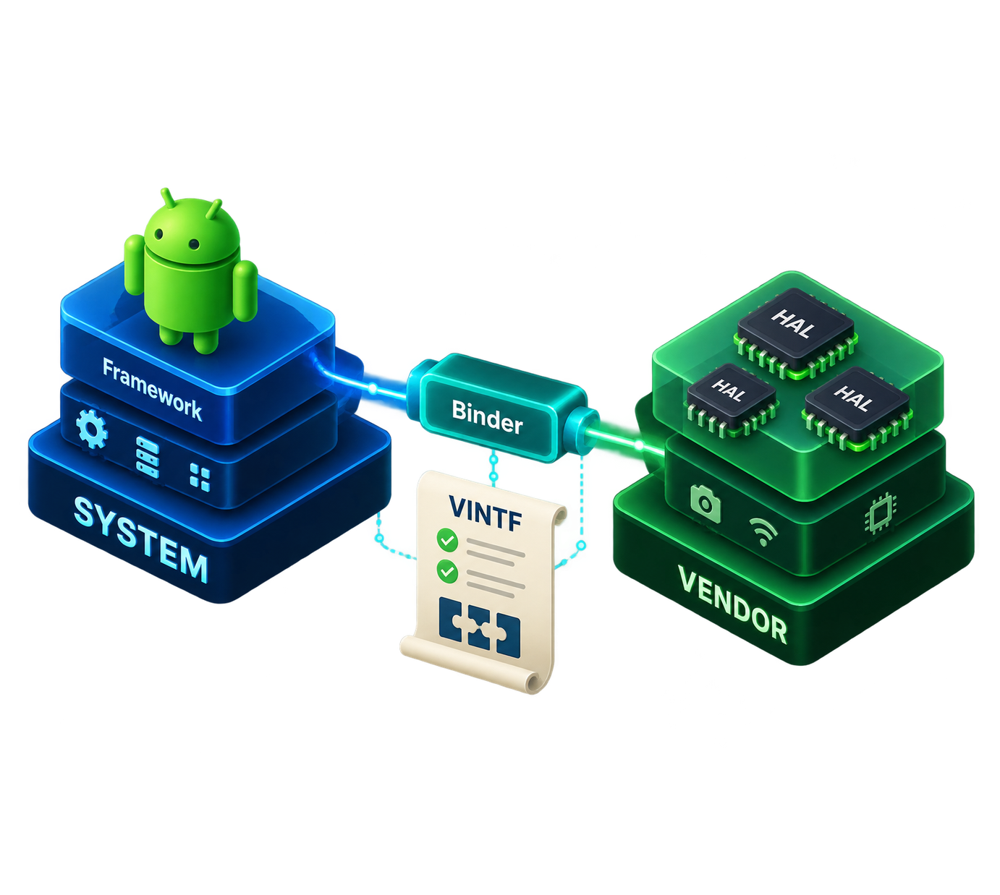 Framework
SYSTEM
Binder
VINTF
HAL
HAL
HAL
VENDOR